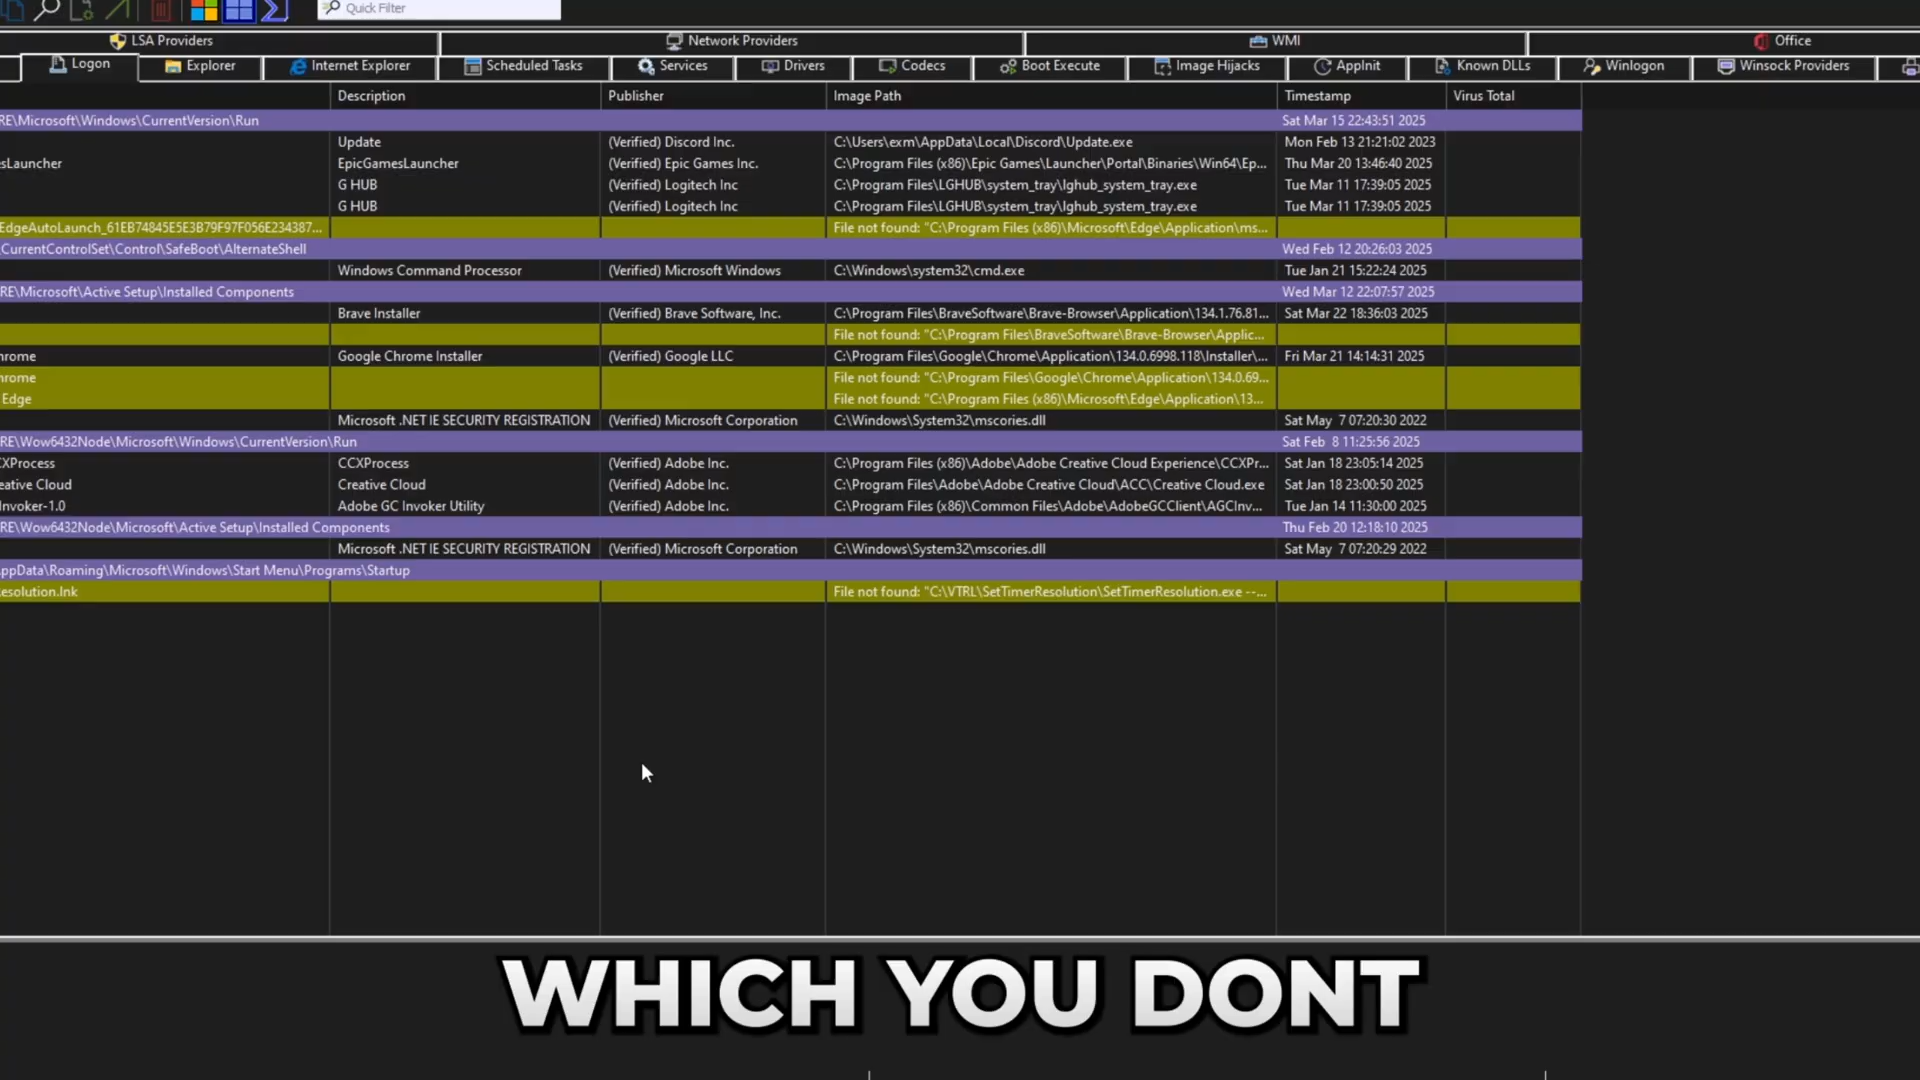 Quick Filter
LSA Providers Network Providers WMI Office
Logon Explorer Internet Explorer Scheduled Tasks Services Drivers Codecs Boot Execute Image Hijacks AppInit Known DLLs Winlogon Winsock Providers
Description Publisher Image Path Timestamp Virus Total
RE\Microsoft\Windows\CurrentVersion\Run Sat Mar 15 22:43:51 2025
Update (Verified) Discord Inc. C:\Users\exm\AppData\Local\Discord\Update.exe Mon Feb 13 21:21:02 2023
sLauncher EpicGamesLauncher (Verified) Epic Games Inc. C:\Program Files (x86)\Epic Games\Launcher\Portal\Binaries\Win64\Ep... Thu Mar 20 13:46:40 2025
G HUB (Verified) Logitech Inc C:\Program Files\LGHUB\system_tray\lghub_system_tray.exe Tue Mar 11 17:39:05 2025
G HUB (Verified) Logitech Inc C:\Program Files\LGHUB\system_tray\lghub_system_tray.exe Tue Mar 11 17:39:05 2025
EdgeAutoLaunch_61EB74845E5E3B79F97F056E234387... File not found: "C:\Program Files (x86)\Microsoft\Edge\Application\ms...
CurrentControlSet\Control\SafeBoot\AlternateShell Wed Feb 12 20:26:03 2025
Windows Command Processor (Verified) Microsoft Windows C:\Windows\system32\cmd.exe Tue Jan 21 15:22:24 2025
RE\Microsoft\Active Setup\Installed Components Wed Mar 12 22:07:57 2025
Brave Installer (Verified) Brave Software, Inc. C:\Program Files\BraveSoftware\Brave-Browser\Application\134.1.76.81... Sat Mar 22 18:36:03 2025
File not found: "C:\Program Files\BraveSoftware\Brave-Browser\Applic...
hrome Google Chrome Installer (Verified) Google LLC C:\Program Files\Google\Chrome\Application\134.0.6998.118\Installer\... Fri Mar 21 14:14:31 2025
hrome File not found: "C:\Program Files\Google\Chrome\Application\134.0.69...
Edge File not found: "C:\Program Files (x86)\Microsoft\Edge\Application\13...
Microsoft .NET IE SECURITY REGISTRATION (Verified) Microsoft Corporation C:\Windows\System32\mscories.dll Sat May 7 07:20:30 2022
RE\Wow6432Node\Microsoft\Windows\CurrentVersion\Run Sat Feb 8 11:25:56 2025
CXProcess CCXProcess (Verified) Adobe Inc. C:\Program Files (x86)\Adobe\Adobe Creative Cloud Experience\CCXPr... Sat Jan 18 23:05:14 2025
eative Cloud Creative Cloud (Verified) Adobe Inc. C:\Program Files\Adobe\Adobe Creative Cloud\ACC\Creative Cloud.exe Sat Jan 18 23:00:50 2025
Invoker-1.0 Adobe GC Invoker Utility (Verified) Adobe Inc. C:\Program Files (x86)\Common Files\Adobe\AdobeGCClient\AGCInv... Tue Jan 14 11:30:00 2025
RE\Wow6432Node\Microsoft\Active Setup\Installed Components Thu Feb 20 12:18:10 2025
Microsoft .NET IE SECURITY REGISTRATION (Verified) Microsoft Corporation C:\Windows\System32\mscories.dll Sat May 7 07:20:29 2022
ppData\Roaming\Microsoft\Windows\Start Menu\Programs\Startup
esolution.lnk File not found: "C:\VTRL\SetTimerResolution\SetTimerResolution.exe --...
WHICH YOU DONT